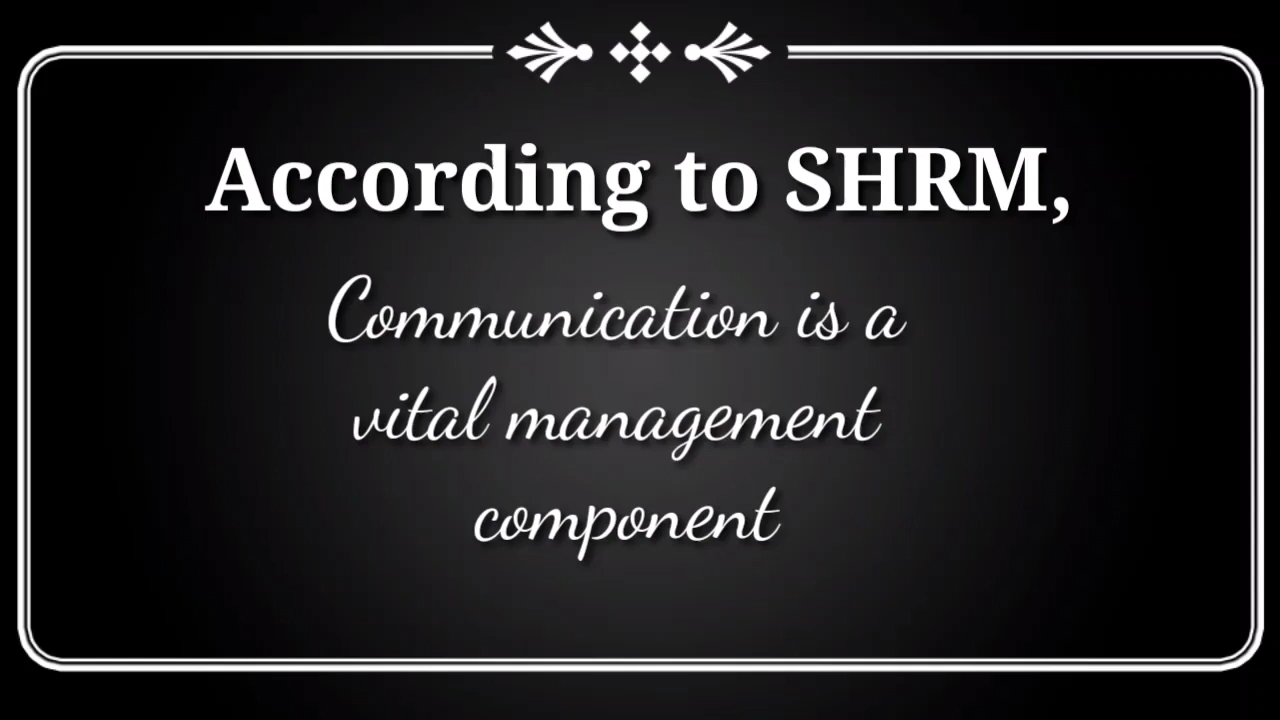 According to SHRM,
Communication is a
vital management
component